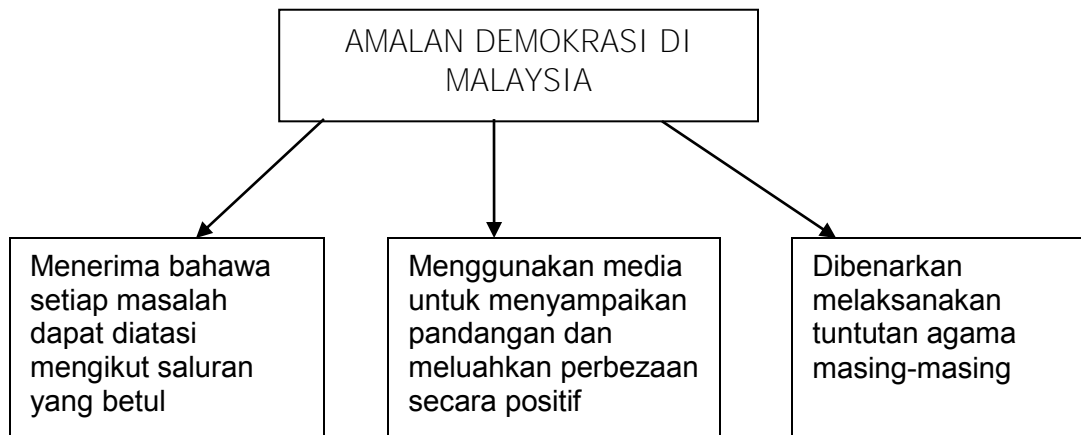 AMALAN DEMOKRASI DI
MALAYSIA
Menerima bahawa
setiap masalah
dapat diatasi
mengikut saluran
yang betul
Menggunakan media
untuk menyampaikan
pandangan dan
meluahkan perbezaan
secara positif
Dibenarkan
melaksanakan
tuntutan agama
masing-masing